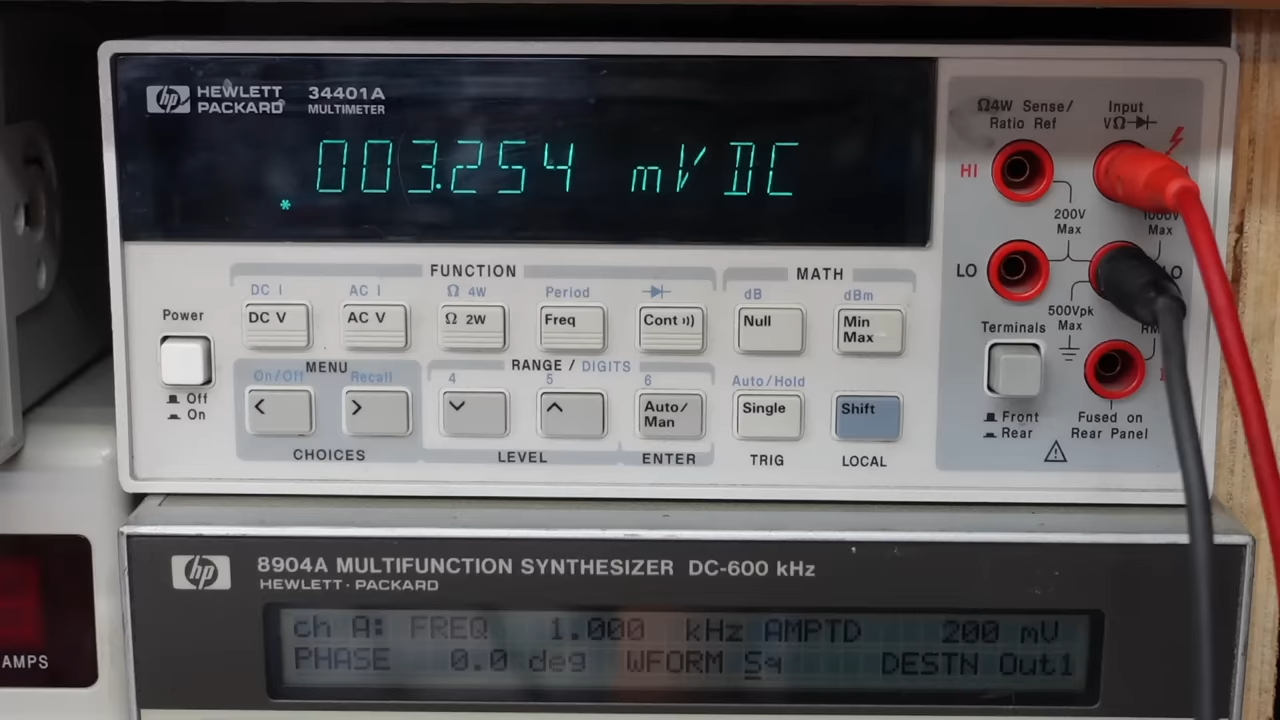 hp HEWLETT PACKARD 34401A MULTIMETER
003.254 mV DC
*
Ω4W Sense/ Ratio Ref
Input VΩ
HI
200V Max
1000V Max
LO
LO
500Vpk Max
Terminals
Front
Rear
Fused on Rear Panel
FUNCTION
MATH
DC I
AC I
Ω 4W
Period
dB
dBm
Power
DC V
AC V
Ω 2W
Freq
Cont
Null
Min Max
Off
On
MENU
RANGE / DIGITS
On/Off
Recall
4
5
6
Auto/Hold
<
>
Auto/ Man
Single
Shift
CHOICES
LEVEL
ENTER
TRIG
LOCAL
hp 8904A MULTIFUNCTION SYNTHESIZER DC-600 kHz
HEWLETT·PACKARD
ch A: FREQ 1.000 kHz AMPTD 200 mV
PHASE 0.0 deg WFORM Sq DESTN Out1
AMPS